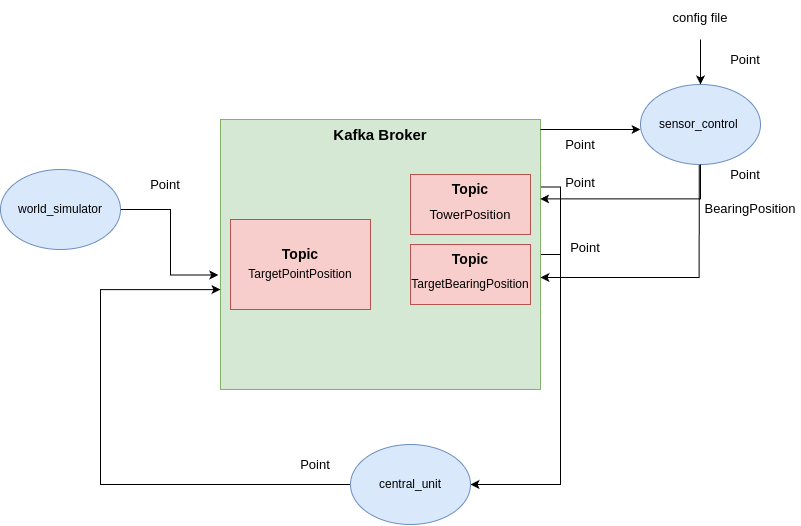 config file
Point
sensor_control
Kafka Broker
Point
Topic
TowerPosition
Point
Point
BearingPosition
Point
world_simulator
Topic
TargetPointPosition
Topic
TargetBearingPosition
Point
Point
central_unit